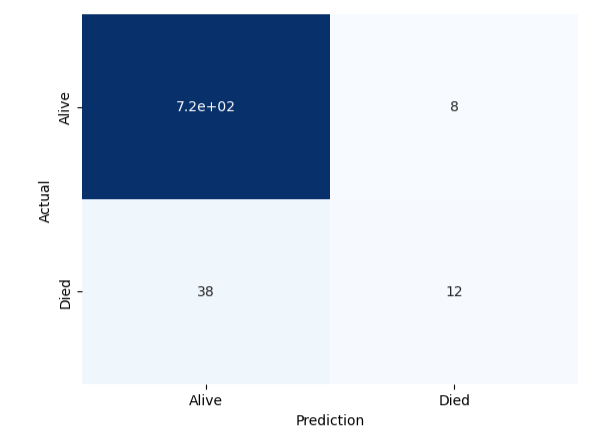 Alive
7.2e+02 8
Actual
Died
38 12
Alive Died
Prediction